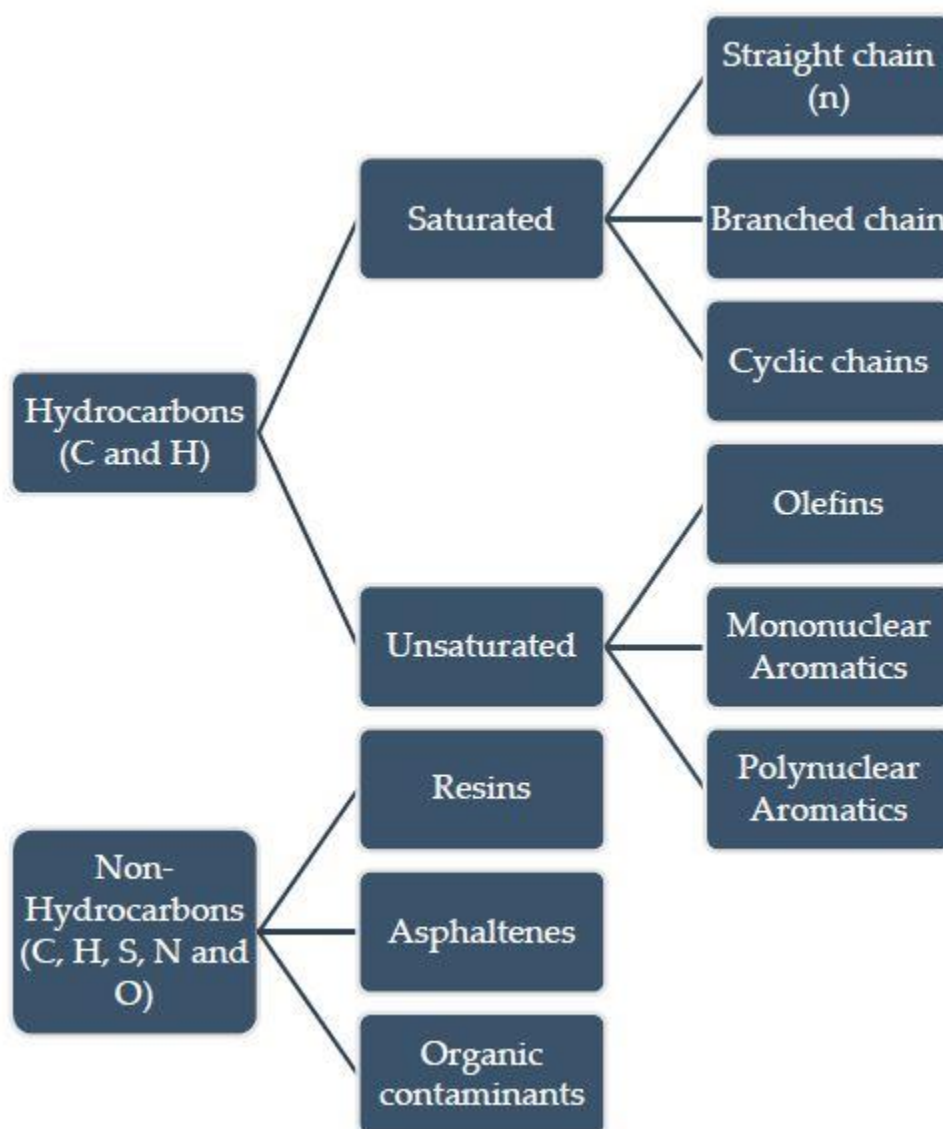 Straight chain
(n)
Saturated
Branched chain
Cyclic chains
Hydrocarbons
(C and H)
Olefins
Unsaturated
Mononuclear
Aromatics
Polynuclear
Aromatics
Resins
Non-
Hydrocarbons
(C, H, S, N and
O)
Asphaltenes
Organic
contaminants